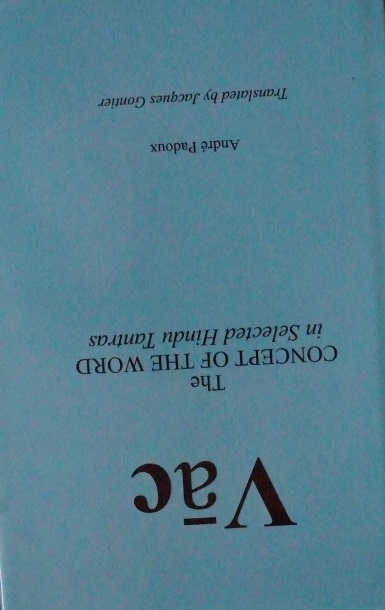 Vāc
The
CONCEPT OF THE WORD
in Selected Hindu Tantras
André Padoux
Translated by Jacques Gontier